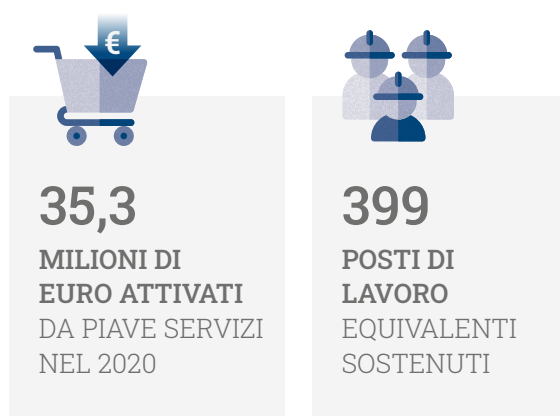 €
35,3
MILIONI DI
EURO ATTIVATI
DA PIAVE SERVIZI
NEL 2020
399
POSTI DI
LAVORO
EQUIVALENTI
SOSTENUTI